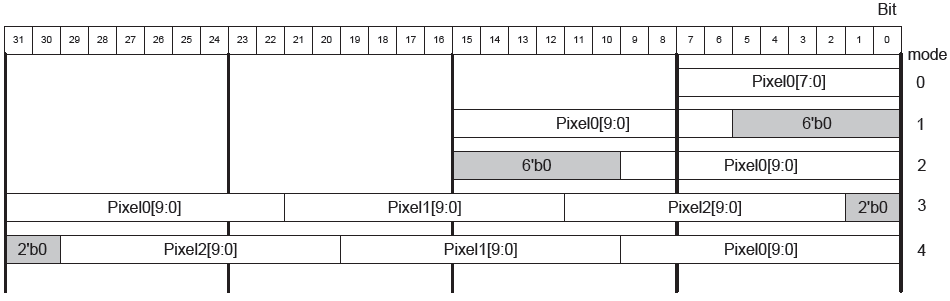 Bit
31 30 29 28 27 26 25 24 23 22 21 20 19 18 17 16 15 14 13 12 11 10 9 8 7 6 5 4 3 2 1 0
mode
Pixel0[7:0] 0
Pixel0[9:0] 6'b0 1
6'b0 Pixel0[9:0] 2
Pixel0[9:0] Pixel1[9:0] Pixel2[9:0] 2'b0 3
2'b0 Pixel2[9:0] Pixel1[9:0] Pixel0[9:0] 4